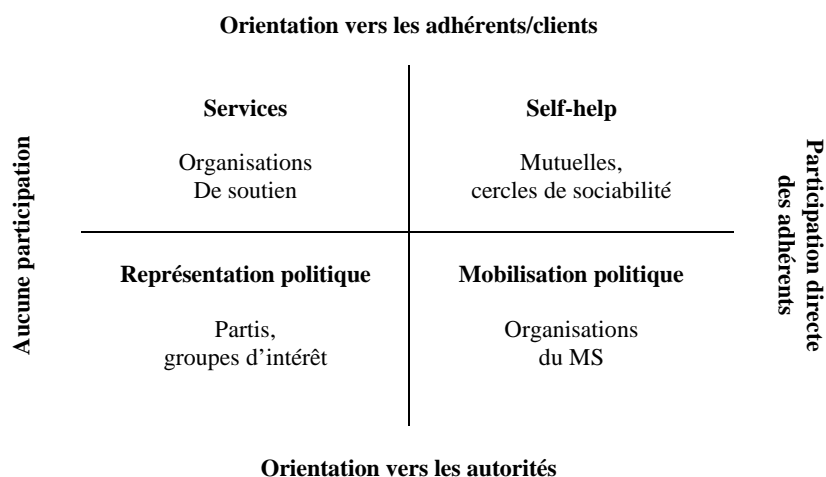 Orientation vers les adhérents/clients
Services
Self-help
Organisations
De soutien
Mutuelles,
cercles de sociabilité
Aucune participation
Participation directe
des adhérents
Représentation politique
Mobilisation politique
Partis,
groupes d’intérêt
Organisations
du MS
Orientation vers les autorités